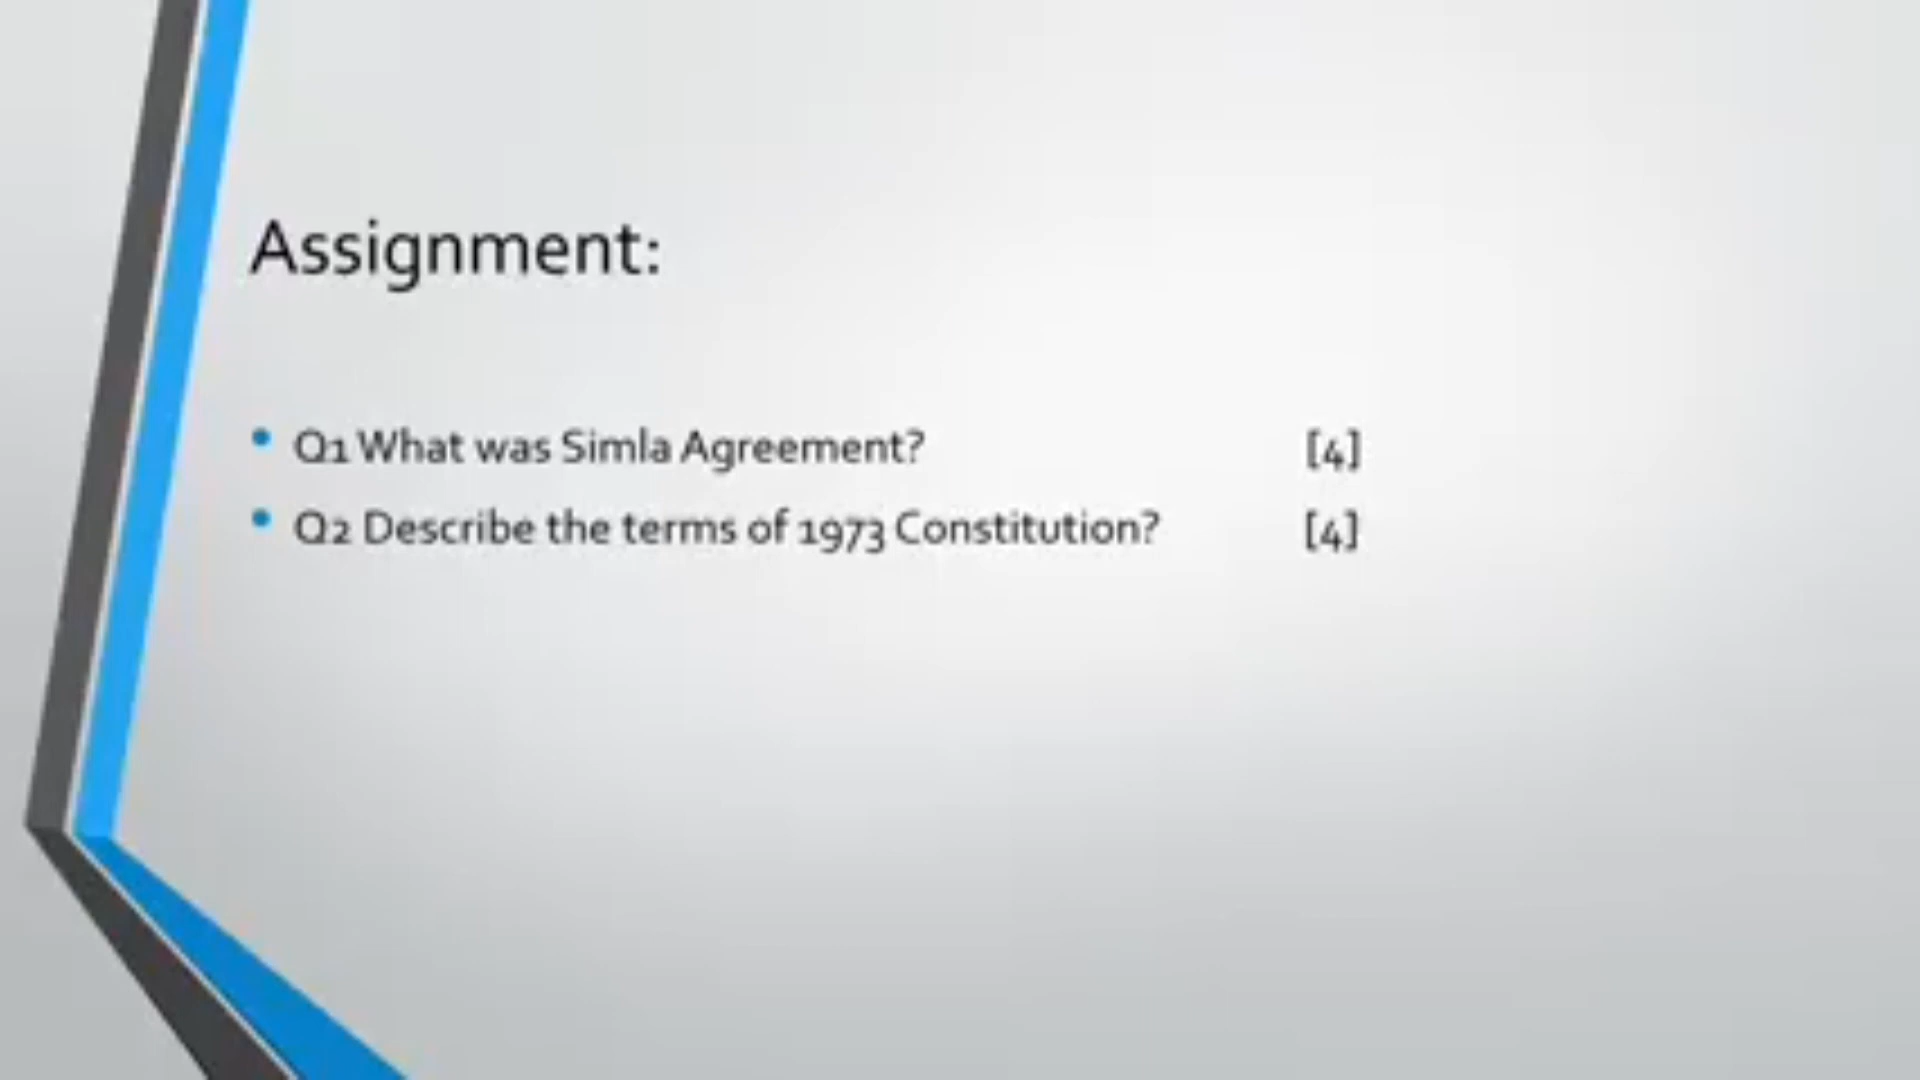 Assignment:
• Q1 What was Simla Agreement? [4]
• Q2 Describe the terms of 1973 Constitution? [4]